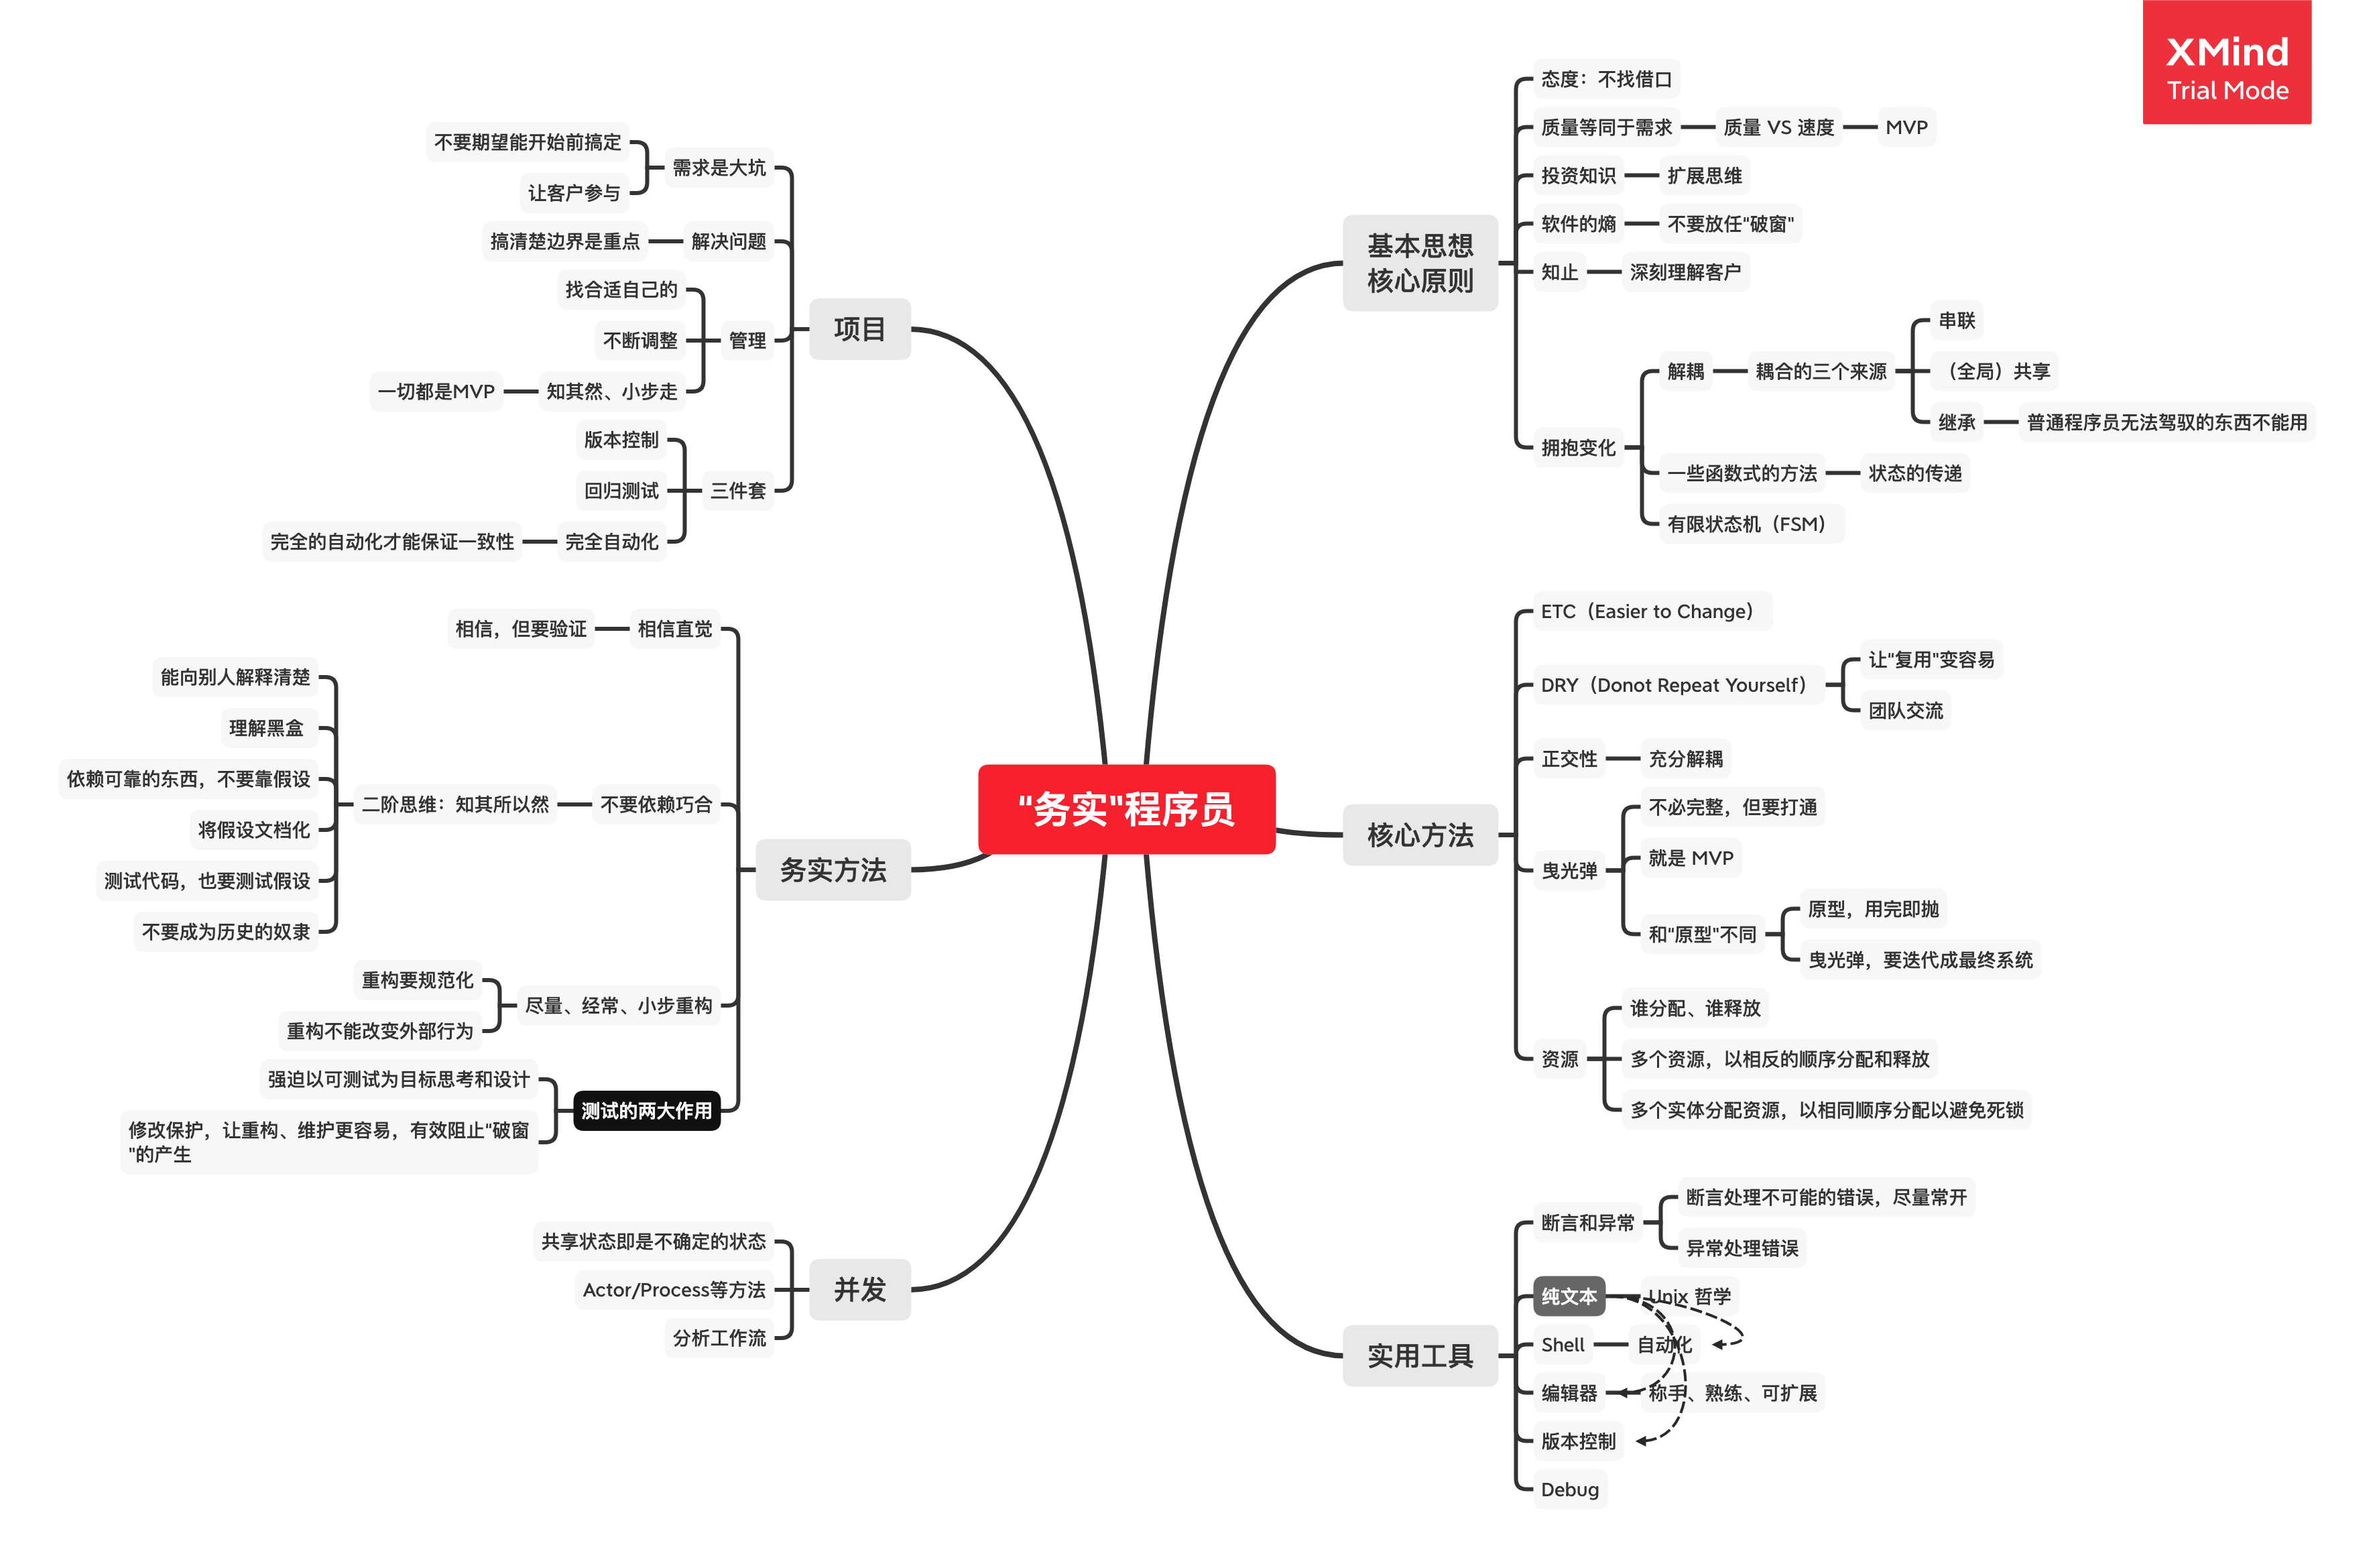 XMind
Trial Mode
"务实"程序员
基本思想
核心原则
态度：不找借口
质量等同于需求
质量 VS 速度
MVP
投资知识
扩展思维
软件的熵
不要放任"破窗"
知止
深刻理解客户
拥抱变化
解耦
耦合的三个来源
串联
（全局）共享
继承
普通程序员无法驾驭的东西不能用
一些函数式的方法
状态的传递
有限状态机（FSM）
核心方法
ETC（Easier to Change）
DRY（Donot Repeat Yourself）
让"复用"变容易
团队交流
正交性
充分解耦
曳光弹
不必完整，但要打通
就是 MVP
和"原型"不同
原型，用完即抛
曳光弹，要迭代成最终系统
资源
谁分配、谁释放
多个资源，以相反的顺序分配和释放
多个实体分配资源，以相同顺序分配以避免死锁
实用工具
断言和异常
断言处理不可能的错误，尽量常开
异常处理错误
纯文本
Unix 哲学
Shell
自动化
编辑器
称手、熟练、可扩展
版本控制
Debug
项目
需求是大坑
不要期望能开始前搞定
让客户参与
解决问题
搞清楚边界是重点
管理
找合适自己的
不断调整
知其然、小步走
一切都是MVP
三件套
版本控制
回归测试
完全自动化
完全的自动化才能保证一致性
务实方法
相信直觉
相信，但要验证
不要依赖巧合
二阶思维：知其所以然
能向别人解释清楚
理解黑盒
依赖可靠的东西，不要靠假设
将假设文档化
测试代码，也要测试假设
不要成为历史的奴隶
尽量、经常、小步重构
重构要规范化
重构不能改变外部行为
测试的两大作用
强迫以可测试为目标思考和设计
修改保护，让重构、维护更容易，有效阻止"破窗
"的产生
并发
共享状态即是不确定的状态
Actor/Process等方法
分析工作流